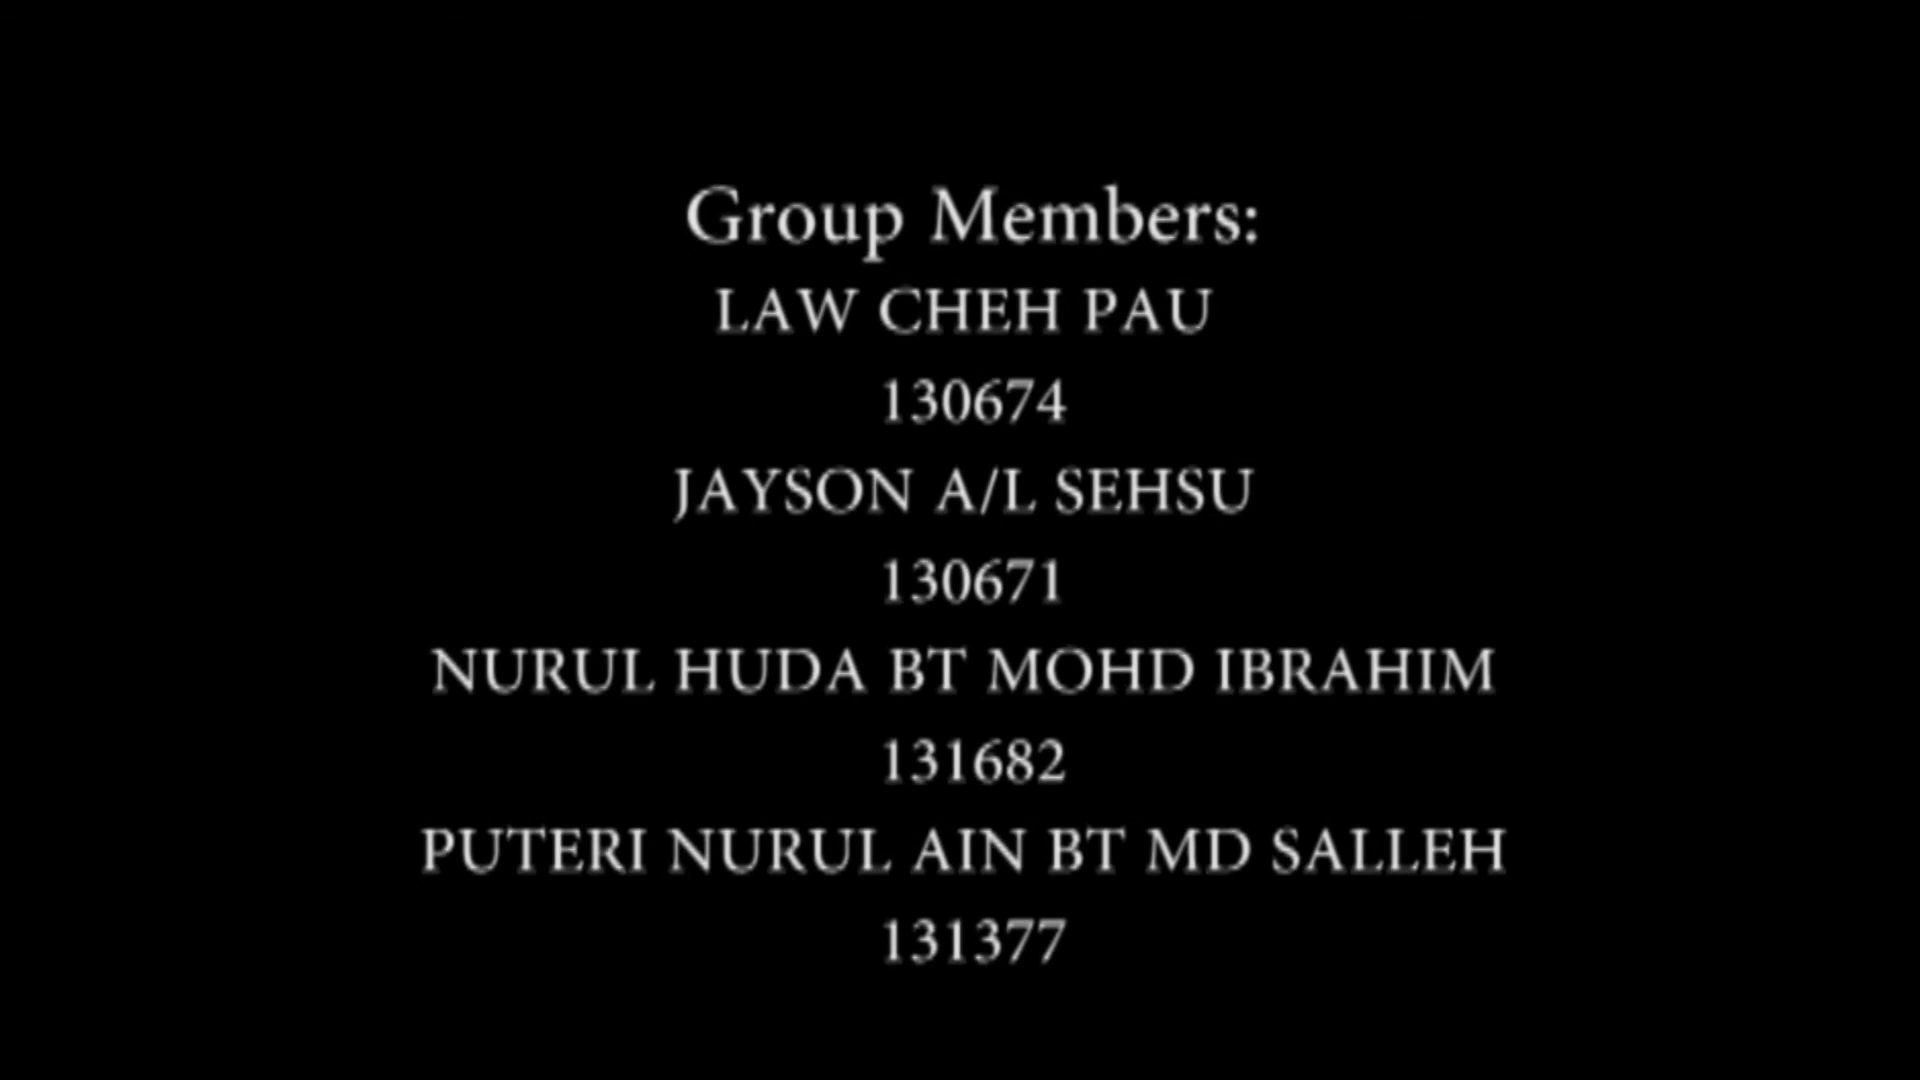 Group Members:
LAW CHEH PAU
130674
JAYSON A/L SEHSU
130671
NURUL HUDA BT MOHD IBRAHIM
131682
PUTERI NURUL AIN BT MD SALLEH
131377